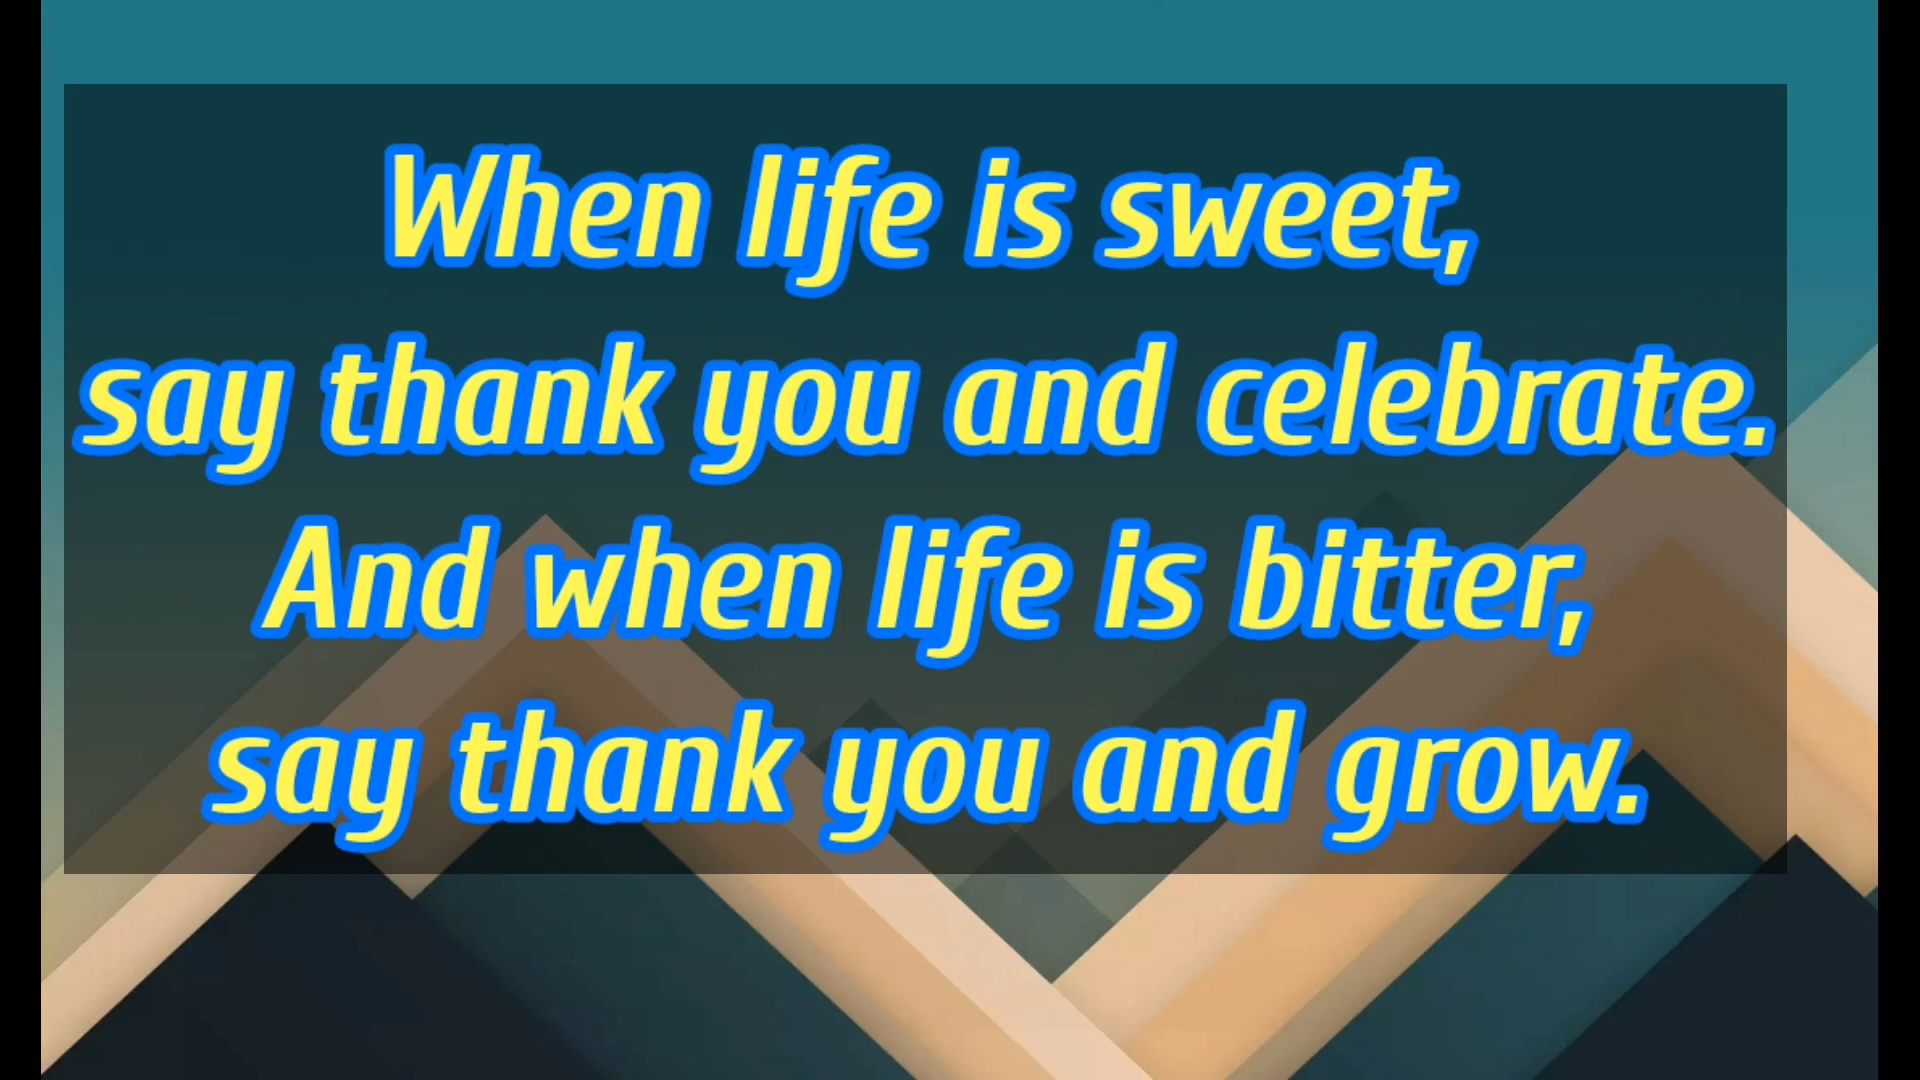 When life is sweet,
say thank you and celebrate.
And when life is bitter,
say thank you and grow.